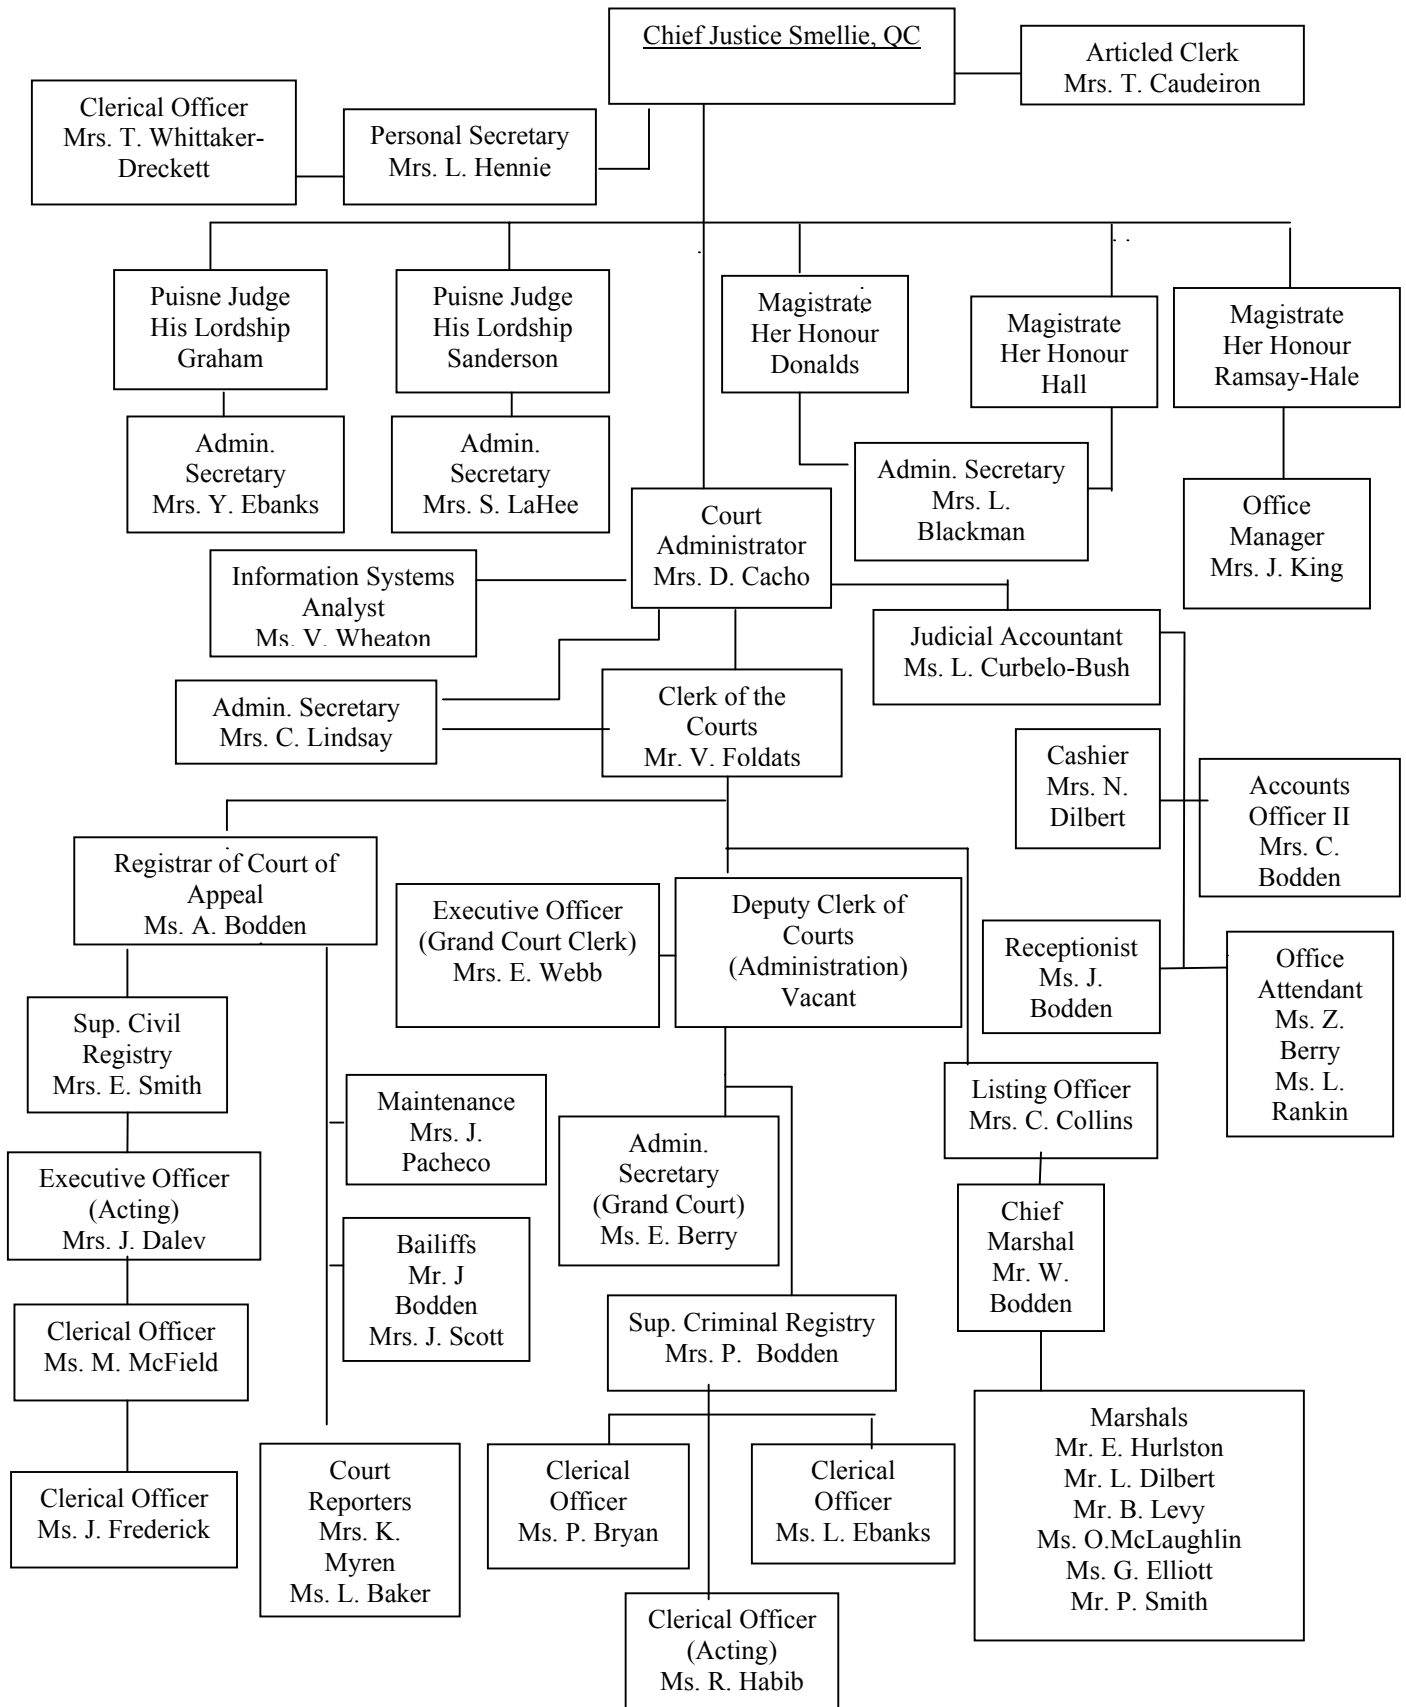 Chief Justice Smellie, QC
Articled Clerk
Mrs. T. Caudeiron
Clerical Officer
Mrs. T. Whittaker-
Dreckett
Personal Secretary
Mrs. L. Hennie
Puisne Judge
His Lordship
Graham
Puisne Judge
His Lordship
Sanderson
Magistrate
Her Honour
Donalds
Magistrate
Her Honour
Hall
Magistrate
Her Honour
Ramsay-Hale
Admin.
Secretary
Mrs. Y. Ebanks
Admin.
Secretary
Mrs. S. LaHee
Admin. Secretary
Mrs. L.
Blackman
Office
Manager
Mrs. J. King
Court
Administrator
Mrs. D. Cacho
Information Systems
Analyst
Ms. V. Wheaton
Judicial Accountant
Ms. L. Curbelo-Bush
Admin. Secretary
Mrs. C. Lindsay
Clerk of the
Courts
Mr. V. Foldats
Cashier
Mrs. N.
Dilbert
Accounts
Officer II
Mrs. C.
Bodden
Registrar of Court of
Appeal
Ms. A. Bodden
Executive Officer
(Grand Court Clerk)
Mrs. E. Webb
Deputy Clerk of
Courts
(Administration)
Vacant
Receptionist
Ms. J.
Bodden
Office
Attendant
Ms. Z.
Berry
Ms. L.
Rankin
Sup. Civil
Registry
Mrs. E. Smith
Maintenance
Mrs. J.
Pacheco
Admin.
Secretary
(Grand Court)
Ms. E. Berry
Listing Officer
Mrs. C. Collins
Executive Officer
(Acting)
Mrs. J. Daley
Bailiffs
Mr. J
Bodden
Mrs. J. Scott
Chief
Marshal
Mr. W.
Bodden
Clerical Officer
Ms. M. McField
Sup. Criminal Registry
Mrs. P. Bodden
Clerical Officer
Ms. J. Frederick
Court
Reporters
Mrs. K.
Myren
Ms. L. Baker
Clerical
Officer
Ms. P. Bryan
Clerical
Officer
Ms. L. Ebanks
Marshals
Mr. E. Hurlston
Mr. L. Dilbert
Mr. B. Levy
Ms. O.McLaughlin
Ms. G. Elliott
Mr. P. Smith
Clerical Officer
(Acting)
Ms. R. Habib